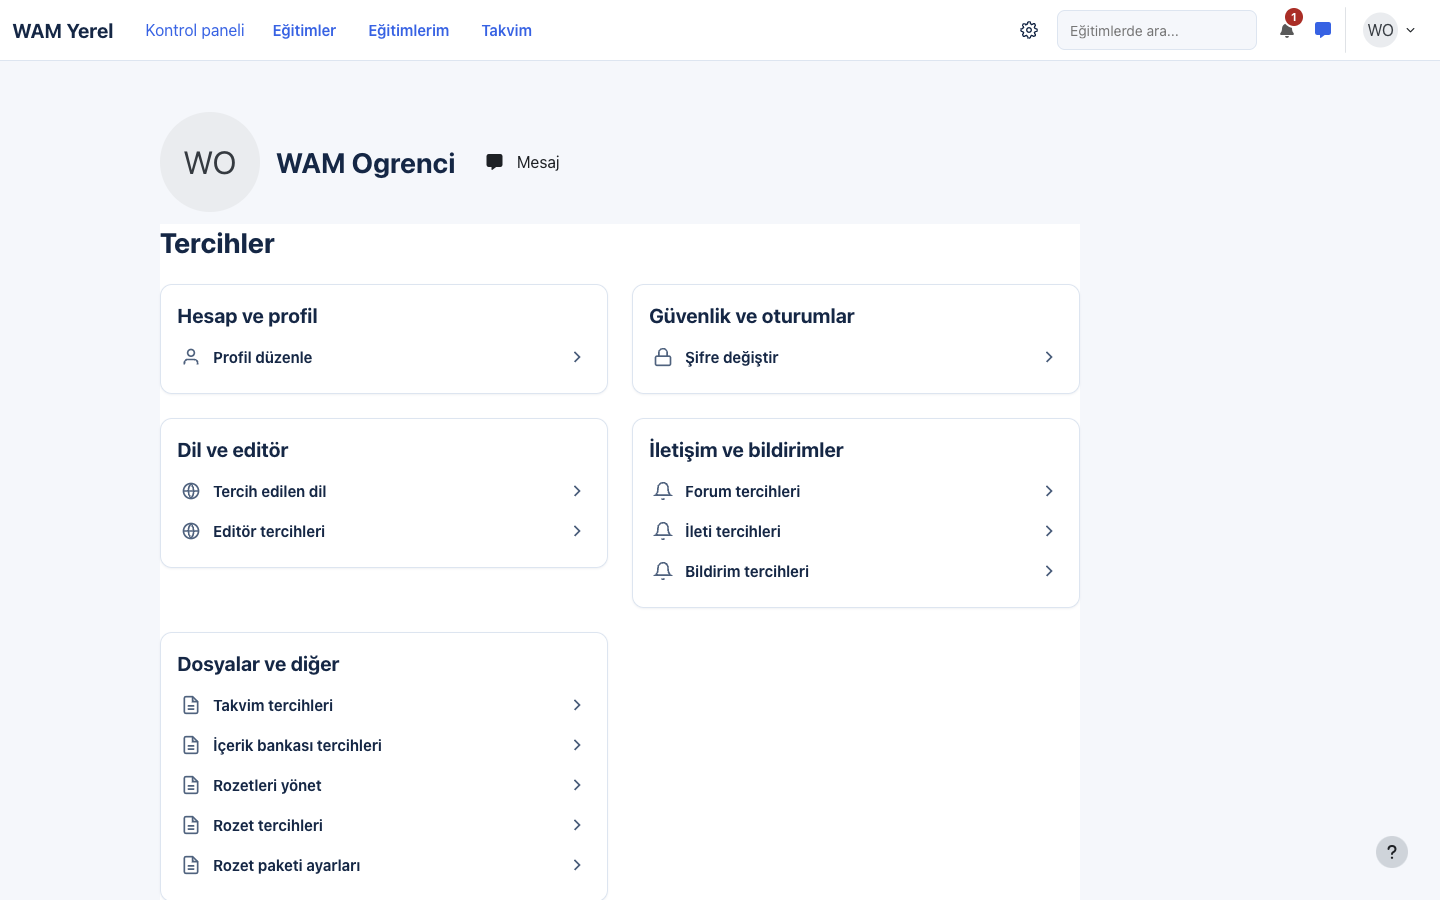 WAM Yerel
Kontrol paneli
Eğitimler
Eğitimlerim
Takvim
Eğitimlerde ara...
1
WO
WO
WAM Ogrenci
Mesaj
Tercihler
Hesap ve profil
Profil düzenle
Güvenlik ve oturumlar
Şifre değiştir
Dil ve editör
Tercih edilen dil
Editör tercihleri
İletişim ve bildirimler
Forum tercihleri
İleti tercihleri
Bildirim tercihleri
Dosyalar ve diğer
Takvim tercihleri
İçerik bankası tercihleri
Rozetleri yönet
Rozet tercihleri
Rozet paketi ayarları
?